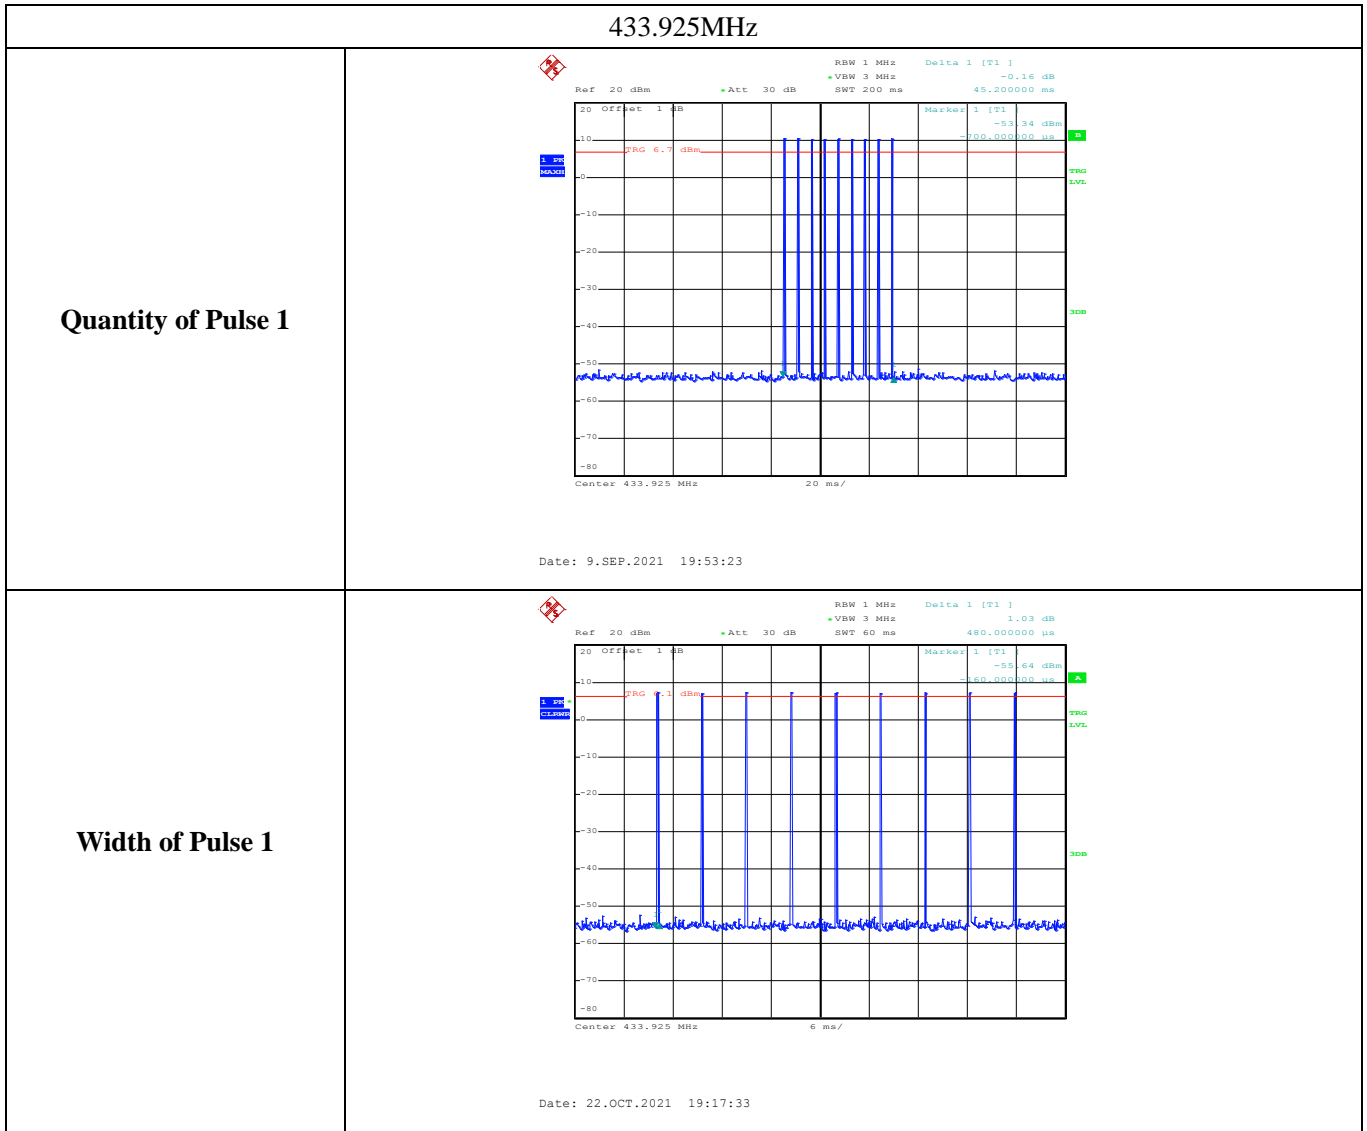 433.925MHz
Quantity of Pulse 1
R/S
RBW 1 MHz Delta 1 [T1 ]
*VBW 3 MHz -0.16 dB
Ref 20 dBm *Att 30 dB SWT 200 ms 45.200000 ms
20 Offset 1 dB Marker 1 [T1 ]
-53.34 dBm
-700.000000 µs
B
10
TRG 6.7 dBm
1 PK
MAXH
TRG
LVL
0
-10
-20
-30
3DB
-40
-50
-60
-70
-80
Center 433.925 MHz 20 ms/
Date: 9.SEP.2021 19:53:23
Width of Pulse 1
R/S
RBW 1 MHz Delta 1 [T1 ]
*VBW 3 MHz 1.03 dB
Ref 20 dBm *Att 30 dB SWT 60 ms 480.000000 µs
20 Offset 1 dB Marker 1 [T1 ]
-55.64 dBm
-160.000000 µs
A
10
TRG 6.1 dBm
1 PK *
CLRWR
TRG
LVL
0
-10
-20
-30
3DB
-40
-50
-60
-70
-80
Center 433.925 MHz 6 ms/
Date: 22.OCT.2021 19:17:33